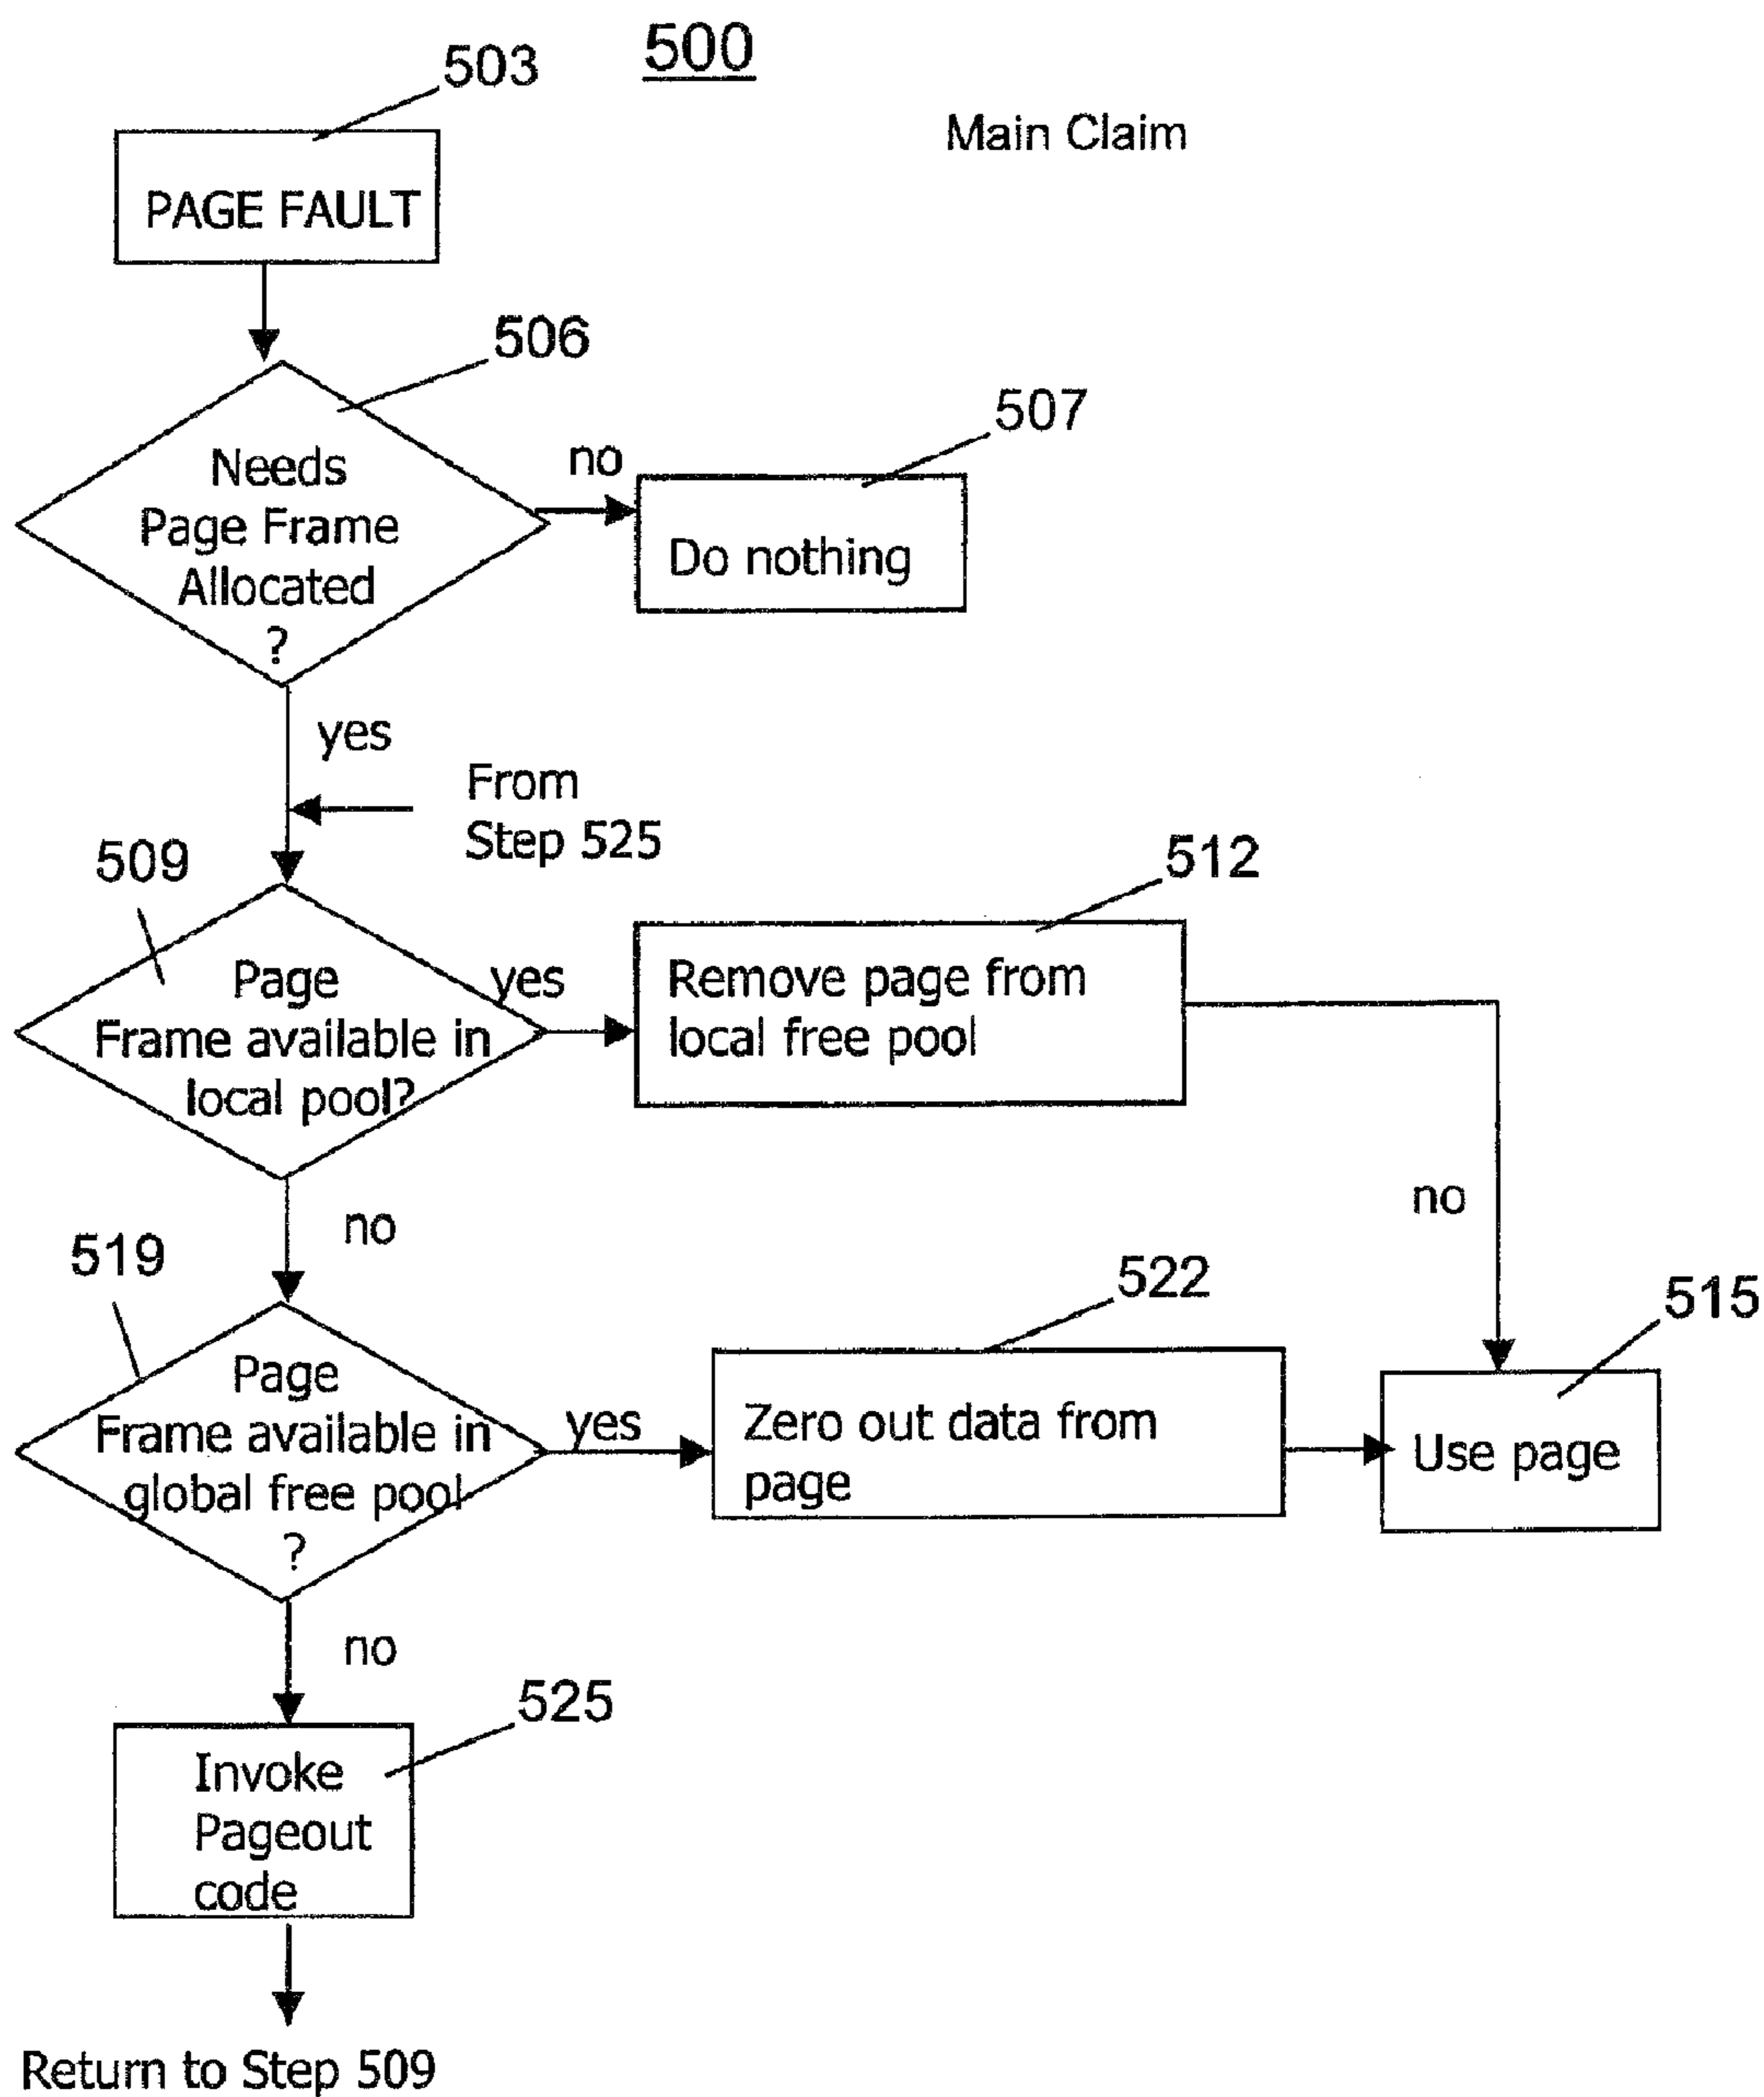 500
503
Main Claim
PAGE FAULT
506
507
Needs
Page Frame
Allocated
?
no
Do nothing
yes
From
Step 525
509
512
Page
Frame available in
local pool?
yes
Remove page from
local free pool
no
no
519
522
515
Page
Frame available in
global free pool
?
yes
Zero out data from
page
Use page
no
525
Invoke
Pageout
code
Return to Step 509